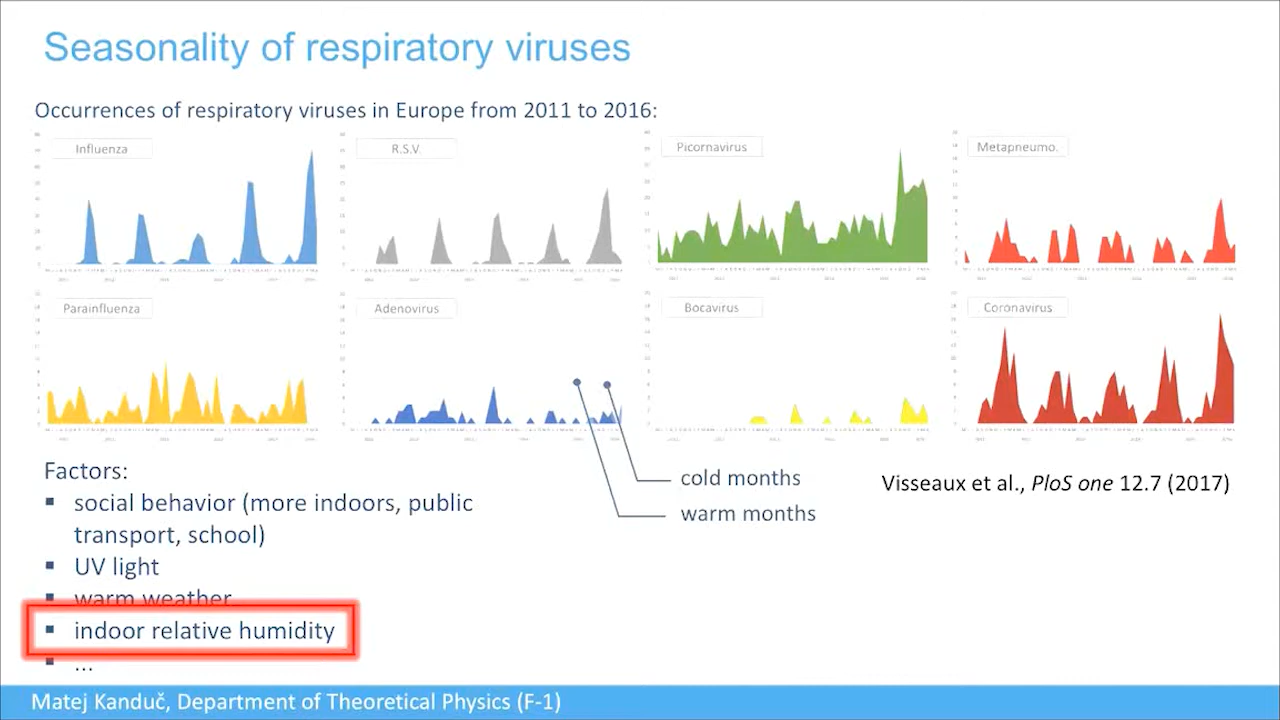 Seasonality of respiratory viruses
Occurrences of respiratory viruses in Europe from 2011 to 2016:
Influenza
R.S.V.
Picornavirus
Metapneumo.
Parainfluenza
Adenovirus
Bocavirus
Coronavirus
cold months
warm months
Visseaux et al., PloS one 12.7 (2017)
Factors:
▪ social behavior (more indoors, public
transport, school)
▪ UV light
▪ warm weather
▪ indoor relative humidity
▪ ...
Matej Kanduč, Department of Theoretical Physics (F-1)